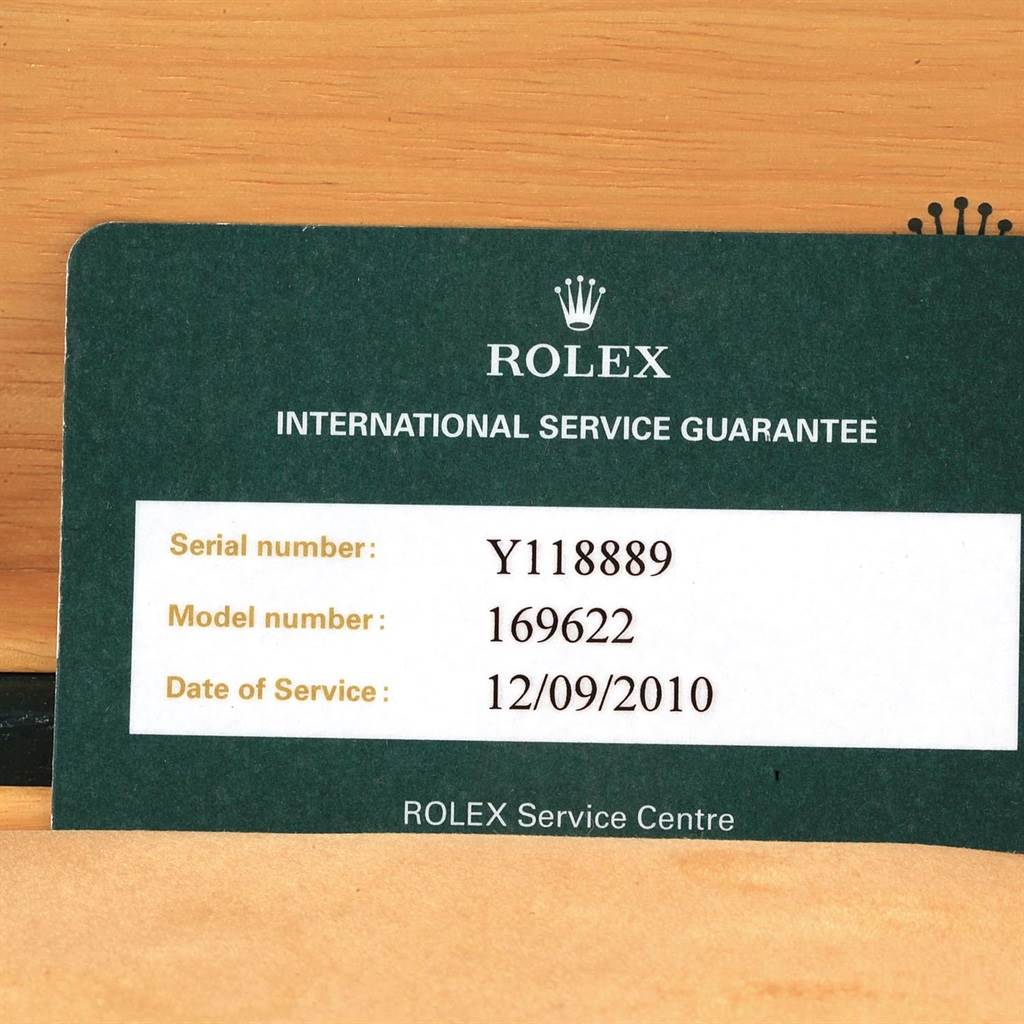 ROLEX
INTERNATIONAL SERVICE GUARANTEE
Serial number: Y118889
Model number: 169622
Date of Service: 12/09/2010
ROLEX Service Centre